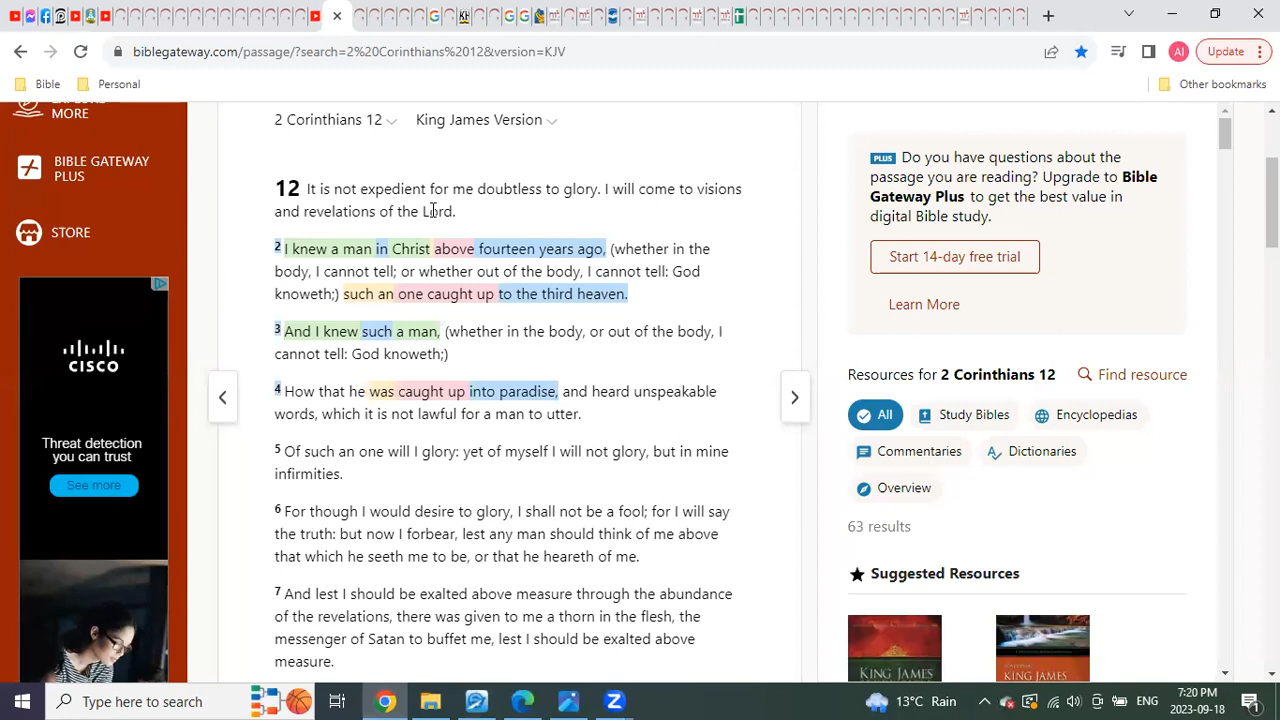 biblegateway.com/passage/?search=2%20Corinthians%2012&version=KJV
AI
Update
Bible
Personal
Other bookmarks
EXPLORE
MORE
BIBLE GATEWAY
PLUS
STORE
CISCO
Threat detection
you can trust
See more
2 Corinthians 12
King James Version
12 It is not expedient for me doubtless to glory. I will come to visions
and revelations of the Lord.
2 I knew a man in Christ above fourteen years ago, (whether in the
body, I cannot tell; or whether out of the body, I cannot tell: God
knoweth;) such an one caught up to the third heaven.
3 And I knew such a man, (whether in the body, or out of the body, I
cannot tell: God knoweth;)
4 How that he was caught up into paradise, and heard unspeakable
words, which it is not lawful for a man to utter.
5 Of such an one will I glory: yet of myself I will not glory, but in mine
infirmities.
6 For though I would desire to glory, I shall not be a fool; for I will say
the truth: but now I forbear, lest any man should think of me above
that which he seeth me to be, or that he heareth of me.
7 And lest I should be exalted above measure through the abundance
of the revelations, there was given to me a thorn in the flesh, the
messenger of Satan to buffet me, lest I should be exalted above
measure.
PLUS Do you have questions about the
passage you are reading? Upgrade to Bible
Gateway Plus to get the best value in
digital Bible study.
Start 14-day free trial
Learn More
Resources for 2 Corinthians 12
Find resource
All
Study Bibles
Encyclopedias
Commentaries
Dictionaries
Overview
63 results
Suggested Resources
KING JAMES
KING JAMES
Type here to search
13°C Rain
ENG
7:20 PM
2023-09-18
1